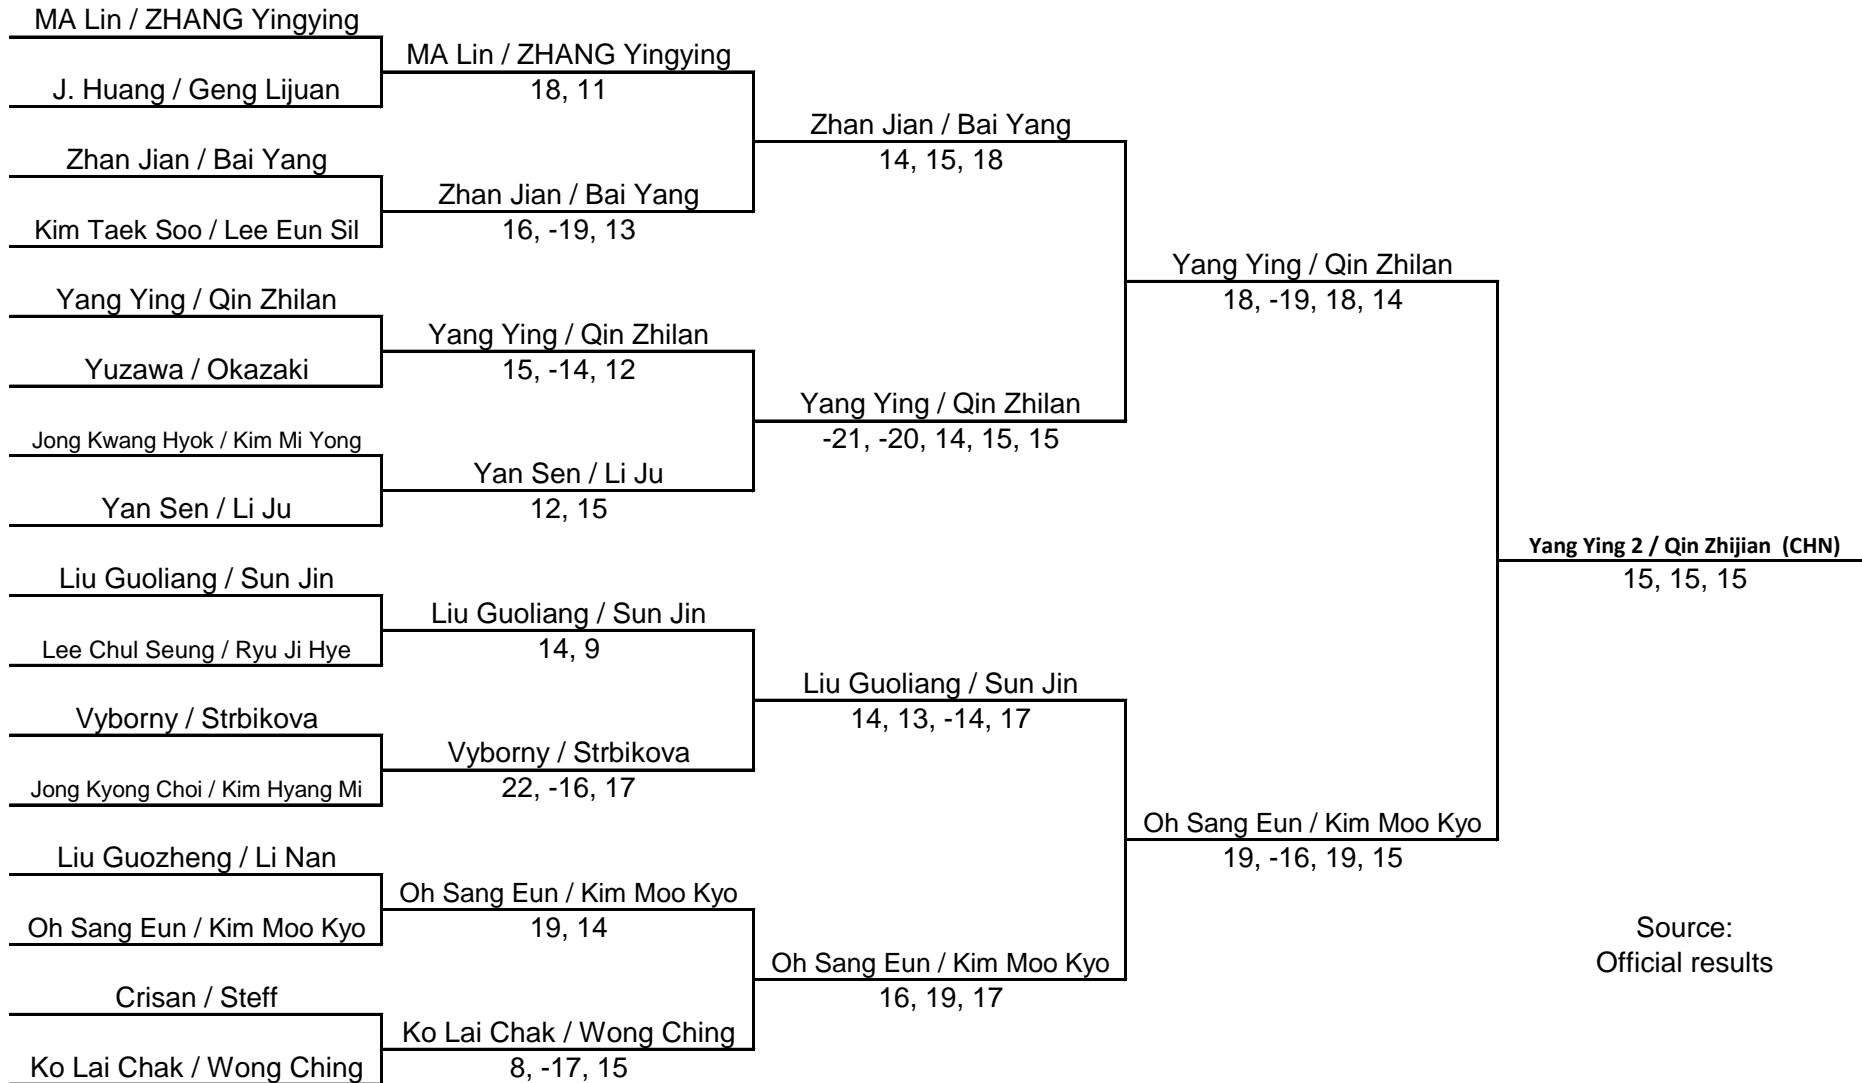 MA Lin / ZHANG Yingying
J. Huang / Geng Lijuan
Zhan Jian / Bai Yang
Kim Taek Soo / Lee Eun Sil
Yang Ying / Qin Zhilan
Yuzawa / Okazaki
Jong Kwang Hyok / Kim Mi Yong
Yan Sen / Li Ju
Liu Guoliang / Sun Jin
Lee Chul Seung / Ryu Ji Hye
Vyborny / Strbikova
Jong Kyong Choi / Kim Hyang Mi
Liu Guozheng / Li Nan
Oh Sang Eun / Kim Moo Kyo
Crisan / Steff
Ko Lai Chak / Wong Ching
MA Lin / ZHANG Yingying
18, 11
Zhan Jian / Bai Yang
16, -19, 13
Yang Ying / Qin Zhilan
15, -14, 12
Yan Sen / Li Ju
12, 15
Liu Guoliang / Sun Jin
14, 9
Vyborny / Strbikova
22, -16, 17
Oh Sang Eun / Kim Moo Kyo
19, 14
Ko Lai Chak / Wong Ching
8, -17, 15
Zhan Jian / Bai Yang
14, 15, 18
Yang Ying / Qin Zhilan
-21, -20, 14, 15, 15
Liu Guoliang / Sun Jin
14, 13, -14, 17
Oh Sang Eun / Kim Moo Kyo
16, 19, 17
Yang Ying / Qin Zhilan
18, -19, 18, 14
Oh Sang Eun / Kim Moo Kyo
19, -16, 19, 15
Yang Ying 2 / Qin Zhijian (CHN)
15, 15, 15
Source:
Official results